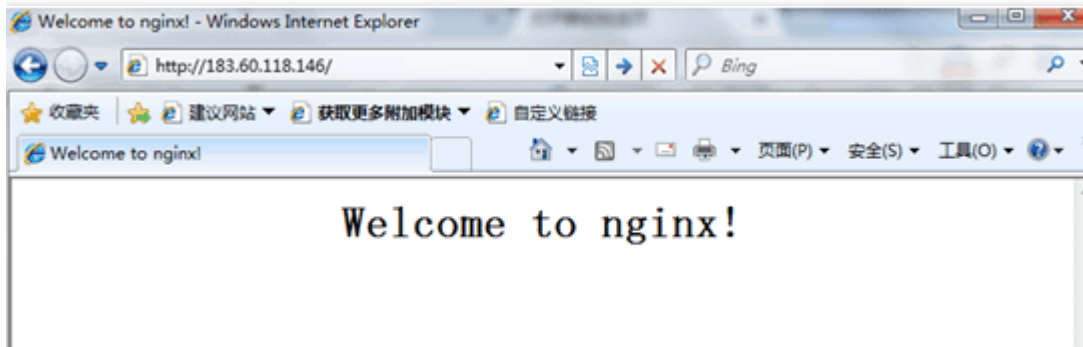 Welcome to nginx! - Windows Internet Explorer
http://183.60.118.146/ Bing
收藏夹 建议网站 获取更多附加模块 自定义链接
Welcome to nginx! 页面(P) 安全(S) 工具(O)
Welcome to nginx!